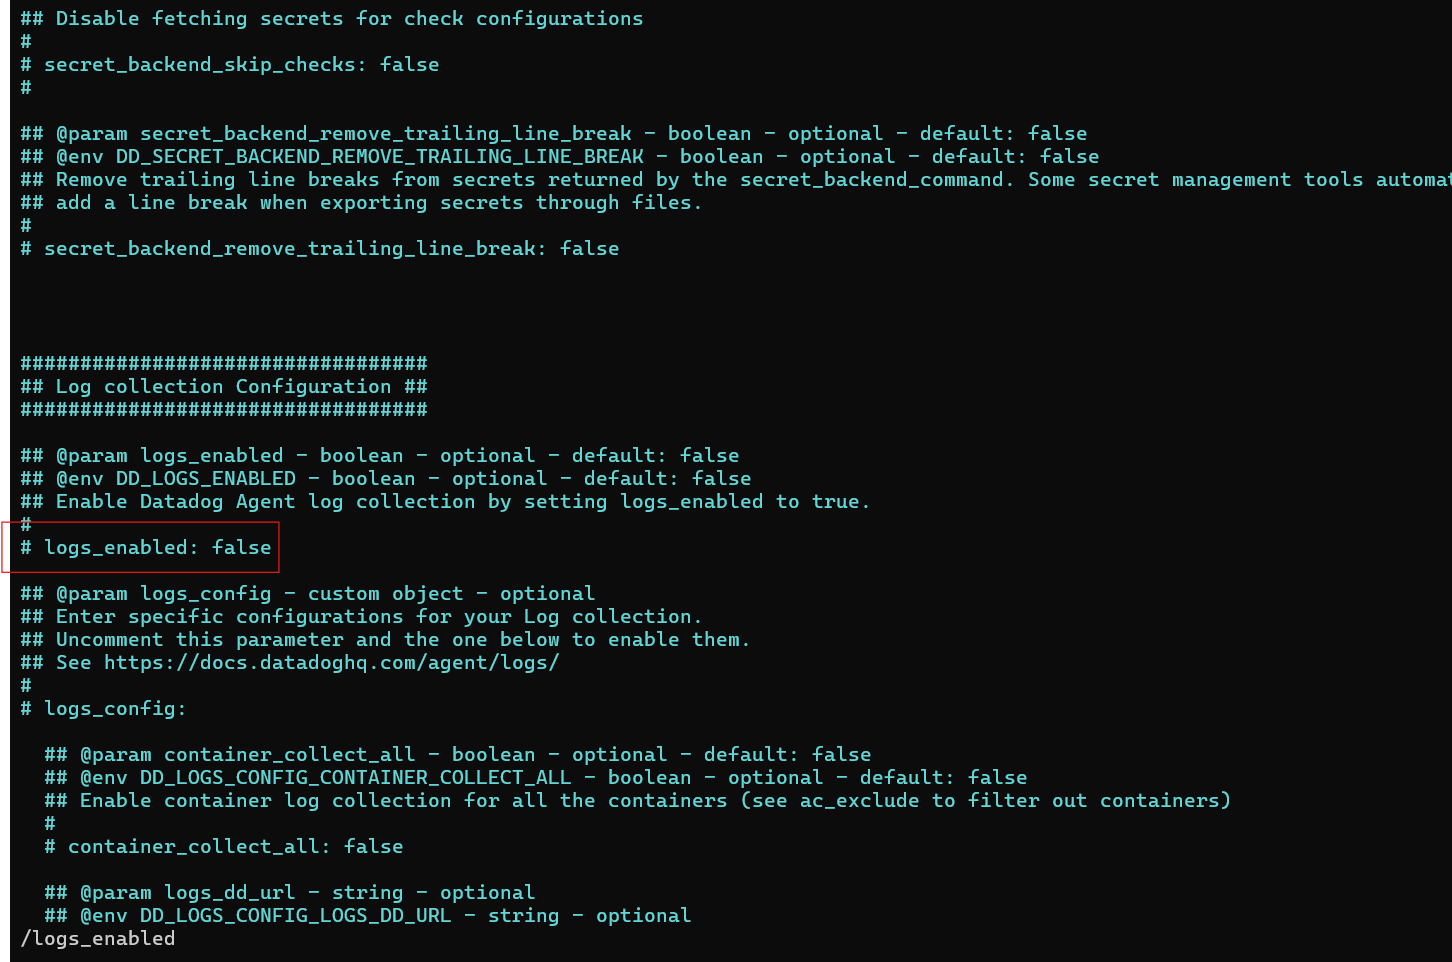 ## Disable fetching secrets for check configurations
#
# secret_backend_skip_checks: false
#
## @param secret_backend_remove_trailing_line_break - boolean - optional - default: false
## @env DD_SECRET_BACKEND_REMOVE_TRAILING_LINE_BREAK - boolean - optional - default: false
## Remove trailing line breaks from secrets returned by the secret_backend_command. Some secret management tools automat
## add a line break when exporting secrets through files.
#
# secret_backend_remove_trailing_line_break: false
##################################
## Log collection Configuration ##
##################################
## @param logs_enabled - boolean - optional - default: false
## @env DD_LOGS_ENABLED - boolean - optional - default: false
## Enable Datadog Agent log collection by setting logs_enabled to true.
#
# logs_enabled: false
## @param logs_config - custom object - optional
## Enter specific configurations for your Log collection.
## Uncomment this parameter and the one below to enable them.
## See https://docs.datadoghq.com/agent/logs/
#
# logs_config:
## @param container_collect_all - boolean - optional - default: false
## @env DD_LOGS_CONFIG_CONTAINER_COLLECT_ALL - boolean - optional - default: false
## Enable container log collection for all the containers (see ac_exclude to filter out containers)
#
# container_collect_all: false
## @param logs_dd_url - string - optional
## @env DD_LOGS_CONFIG_LOGS_DD_URL - string - optional
/logs_enabled